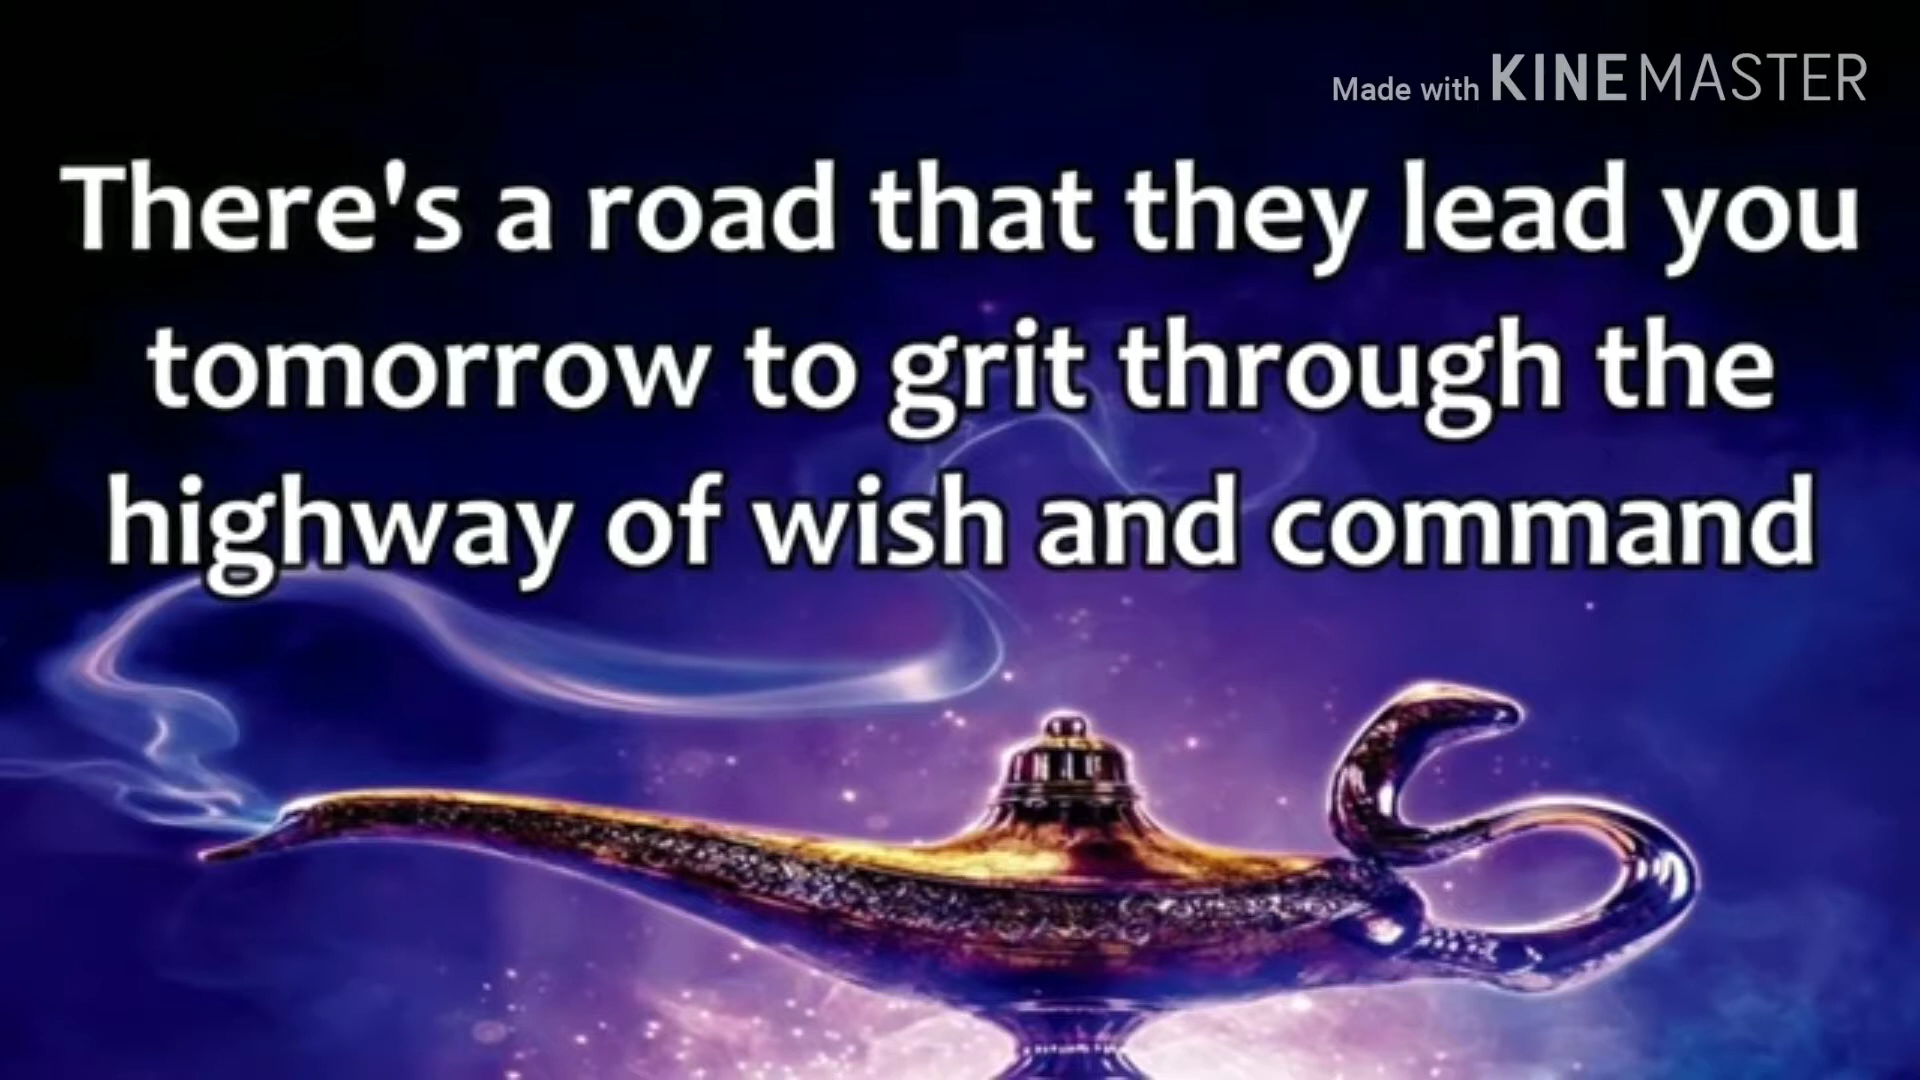 Made with KINEMASTER
There's a road that they lead you
tomorrow to grit through the
highway of wish and command